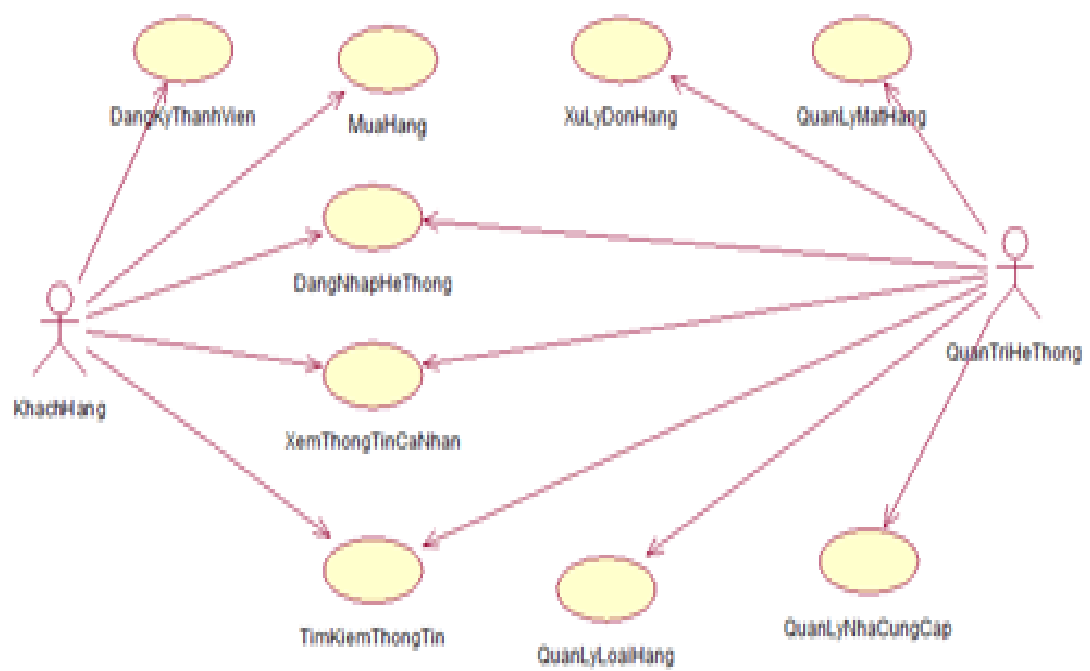 DangKyThanhVien
MuaHang
XuLyDonHang
QuanLyMatHang
DangNhapHeThong
QuanTriHeThong
KhachHang
XemThongTinCaNhan
TimKiemThongTin
QuanLyLoaiHang
QuanLyNhaCungCap